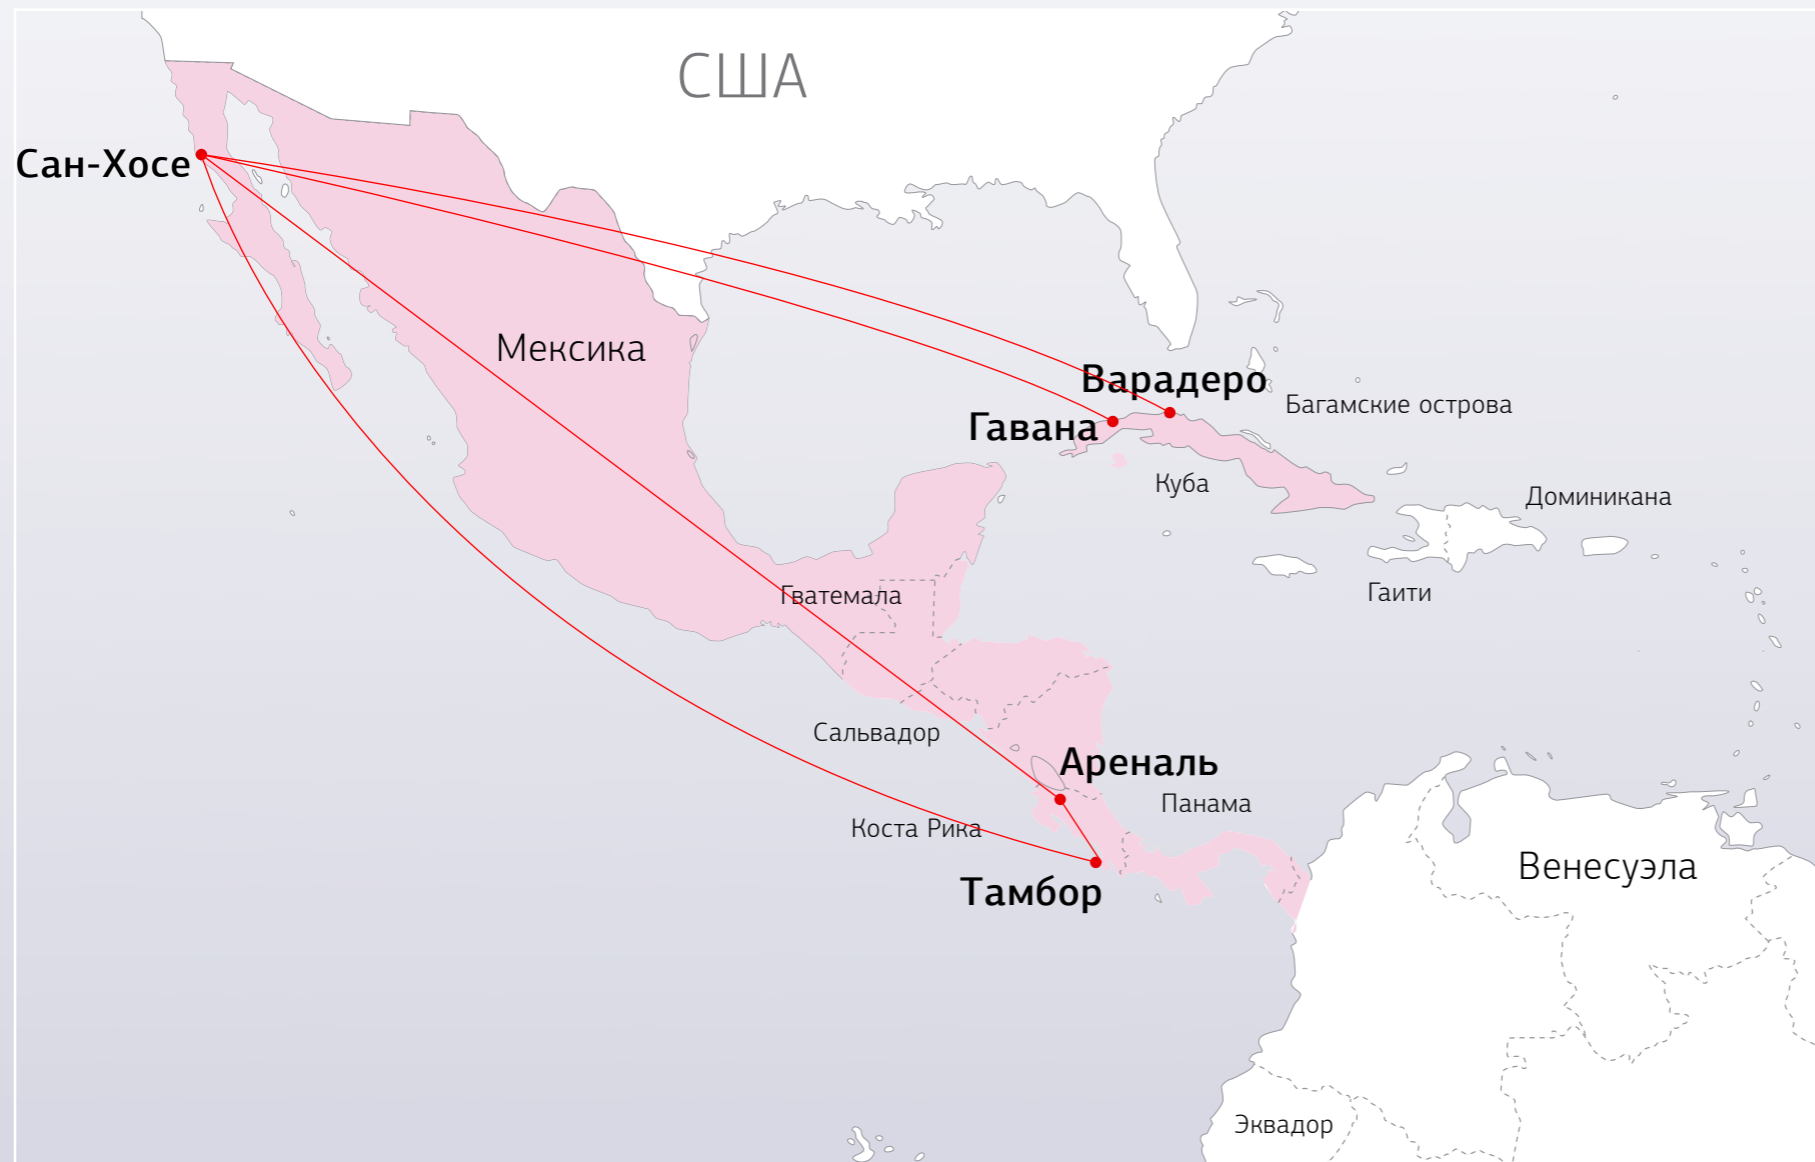 США
Сан-Хосе
Мексика
Варадеро
Багамские острова
Гавана
Куба
Доминикана
Гаити
Гватемала
Сальвадор
Ареналь
Панама
Коста Рика
Венесуэла
Тамбор
Эквадор